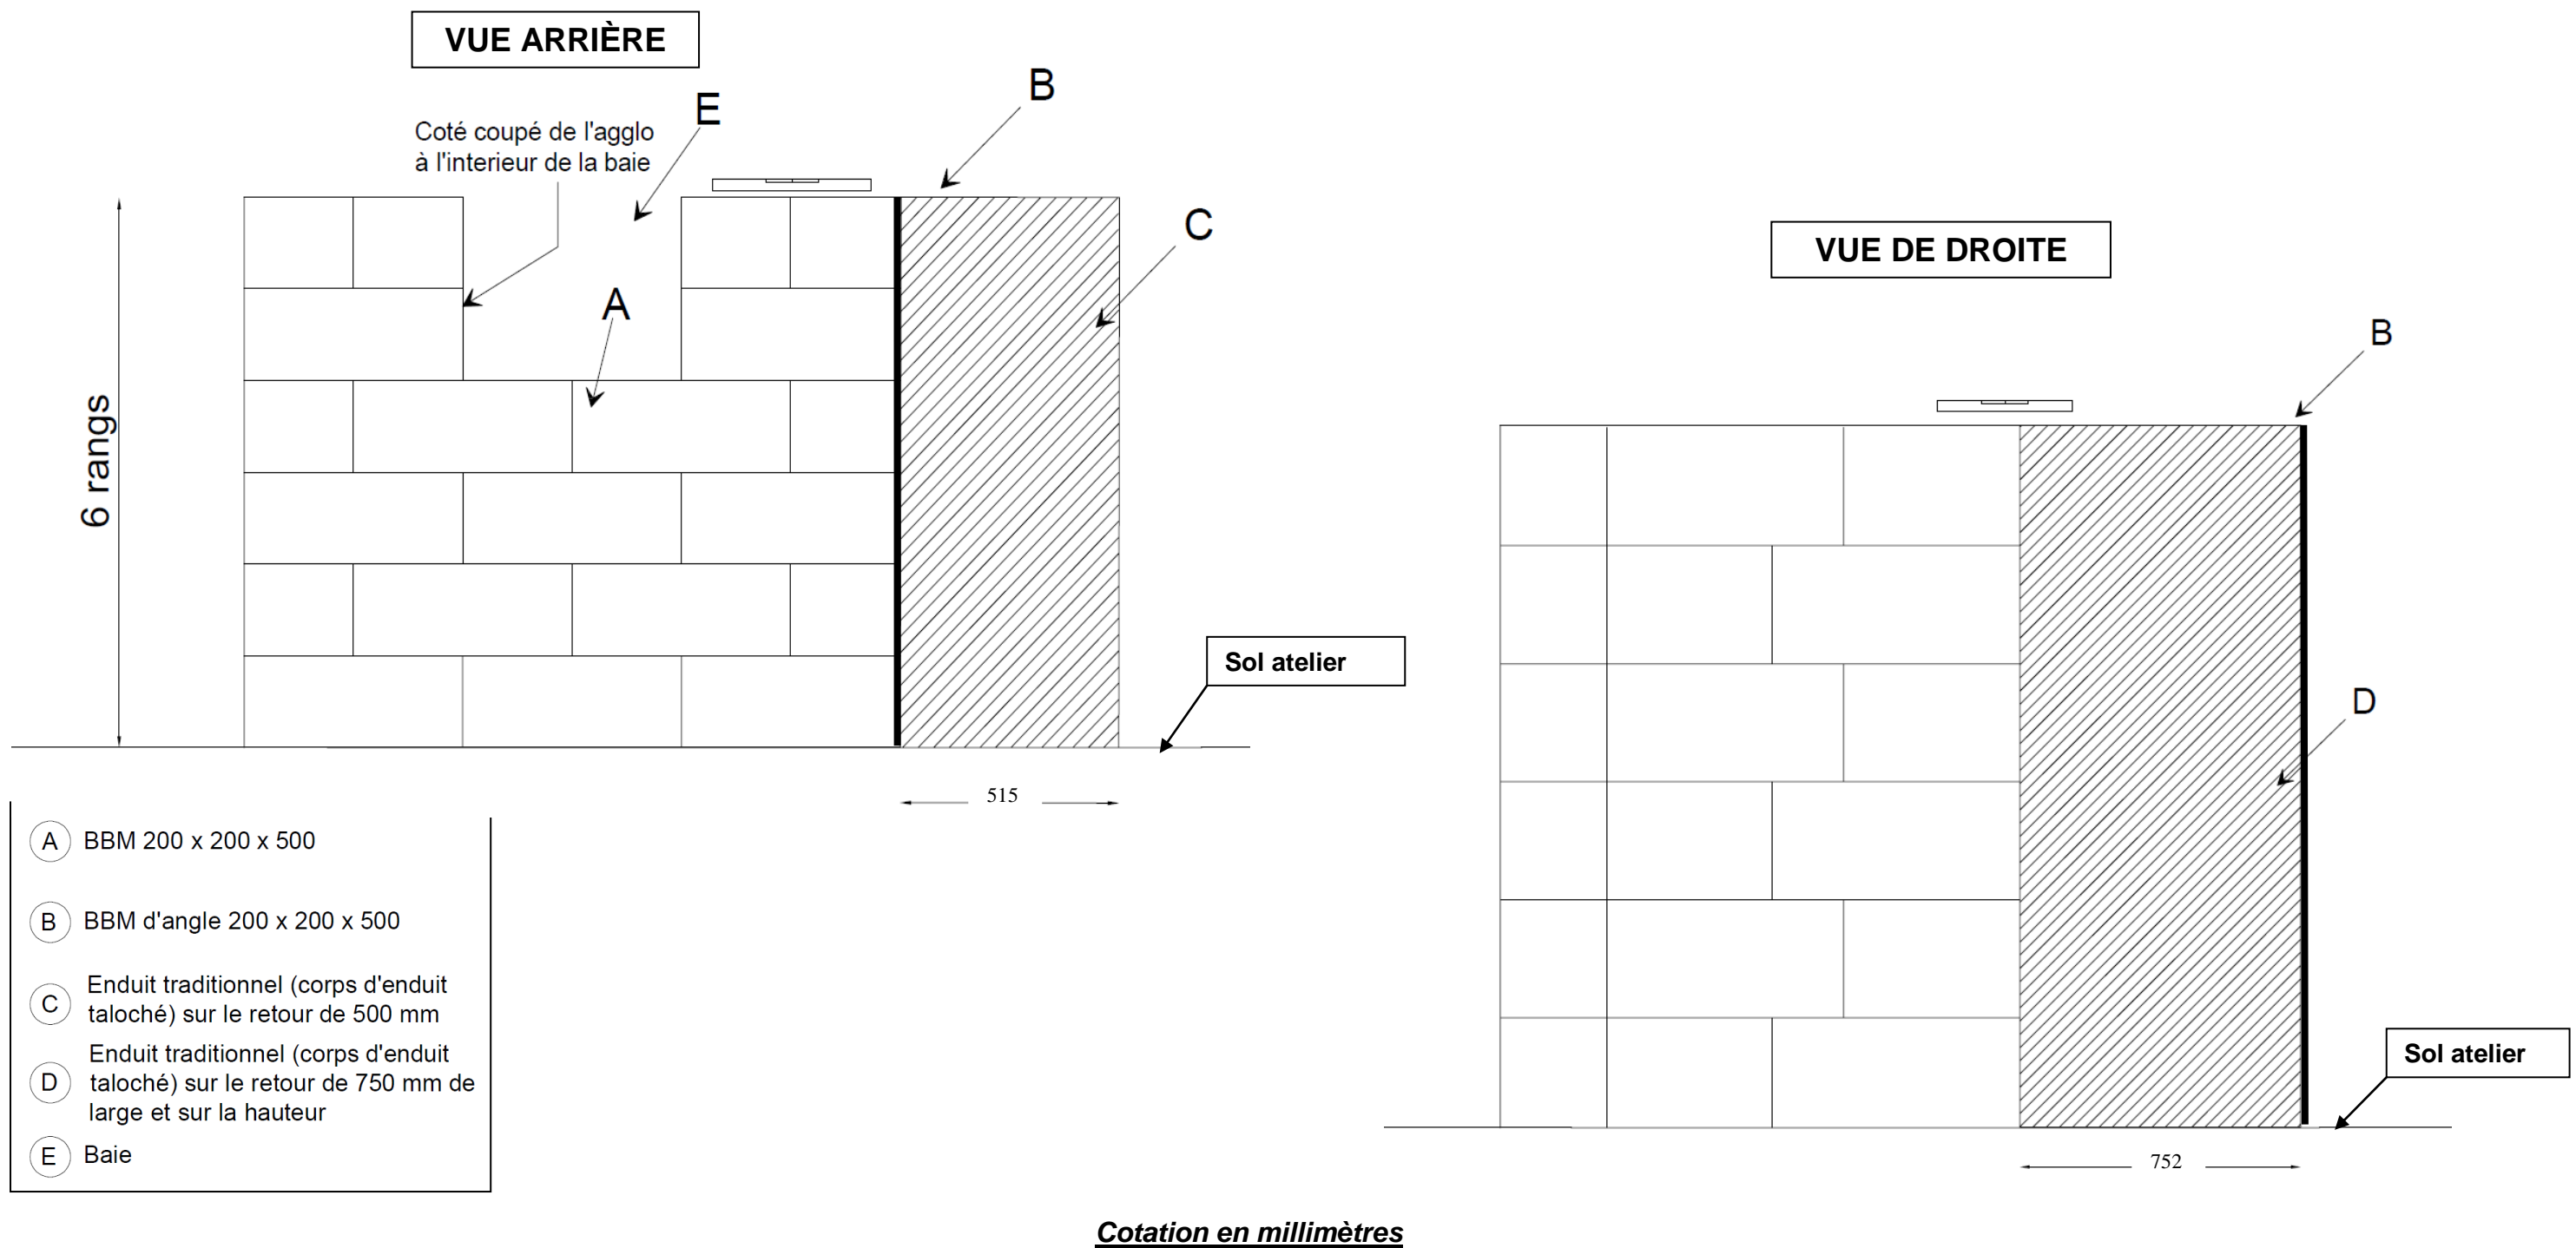 VUE ARRIÈRE
B
E
Coté coupé de l'agglo
à l'interieur de la baie
C
A
6 rangs
Sol atelier
515
VUE DE DROITE
B
D
Sol atelier
752
A BBM 200 x 200 x 500
B BBM d'angle 200 x 200 x 500
C Enduit traditionnel (corps d'enduit
taloché) sur le retour de 500 mm
D Enduit traditionnel (corps d'enduit
taloché) sur le retour de 750 mm de
large et sur la hauteur
E Baie
Cotation en millimètres